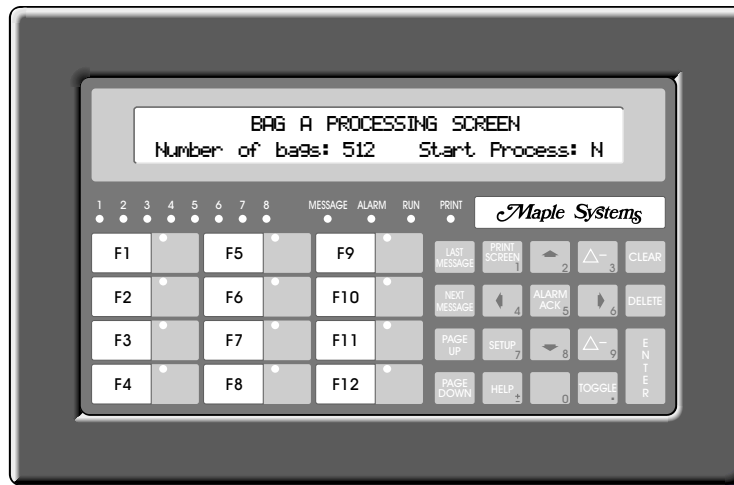 BAG A PROCESSING SCREEN
Number of bags: 512 Start Process: N
1 2 3 4 5 6 7 8 MESSAGE ALARM RUN PRINT
Maple Systems
F1 F5 F9
LAST MESSAGE
PRINT SCREEN 1
2
△− 3
CLEAR
F2 F6 F10
NEXT MESSAGE
4
ALARM ACK 5
6
DELETE
F3 F7 F11
PAGE UP
SETUP 7
8
△− 9
ENTER
F4 F8 F12
PAGE DOWN
HELP ±
0
TOGGLE .